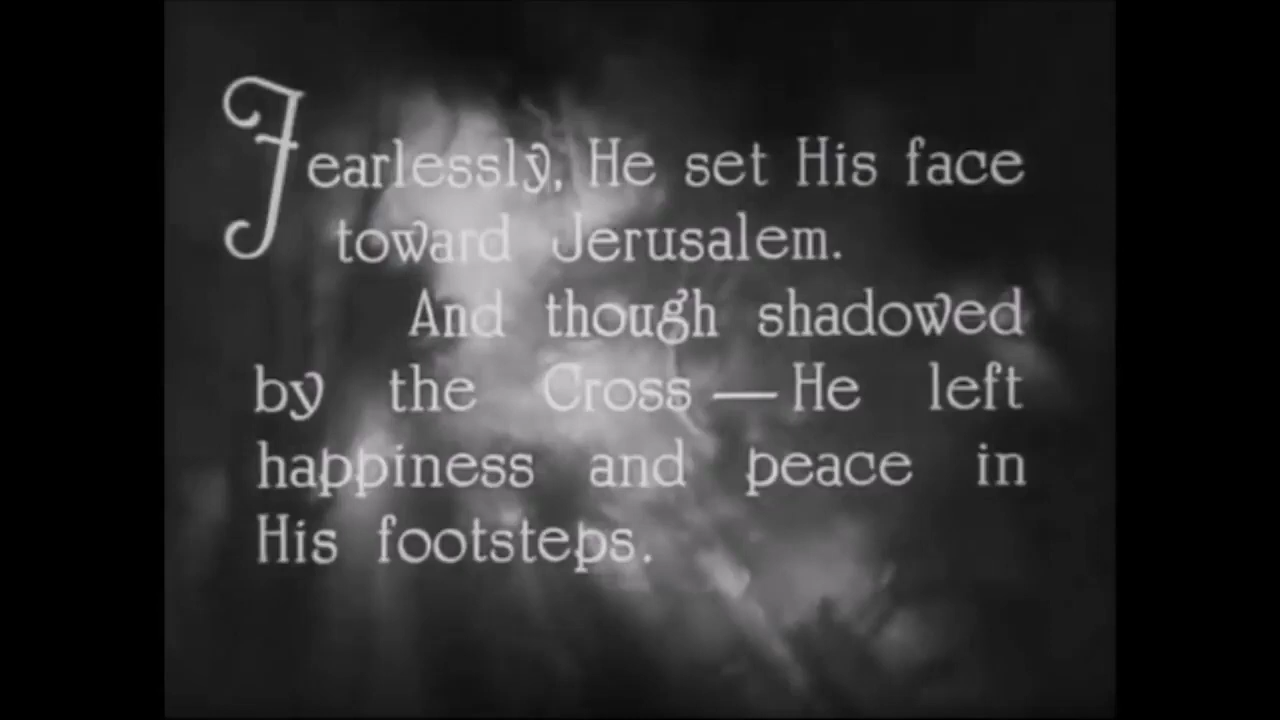 Fearlessly, He set His face
toward Jerusalem.
And though shadowed
by the Cross — He left
happiness and peace in
His footsteps.